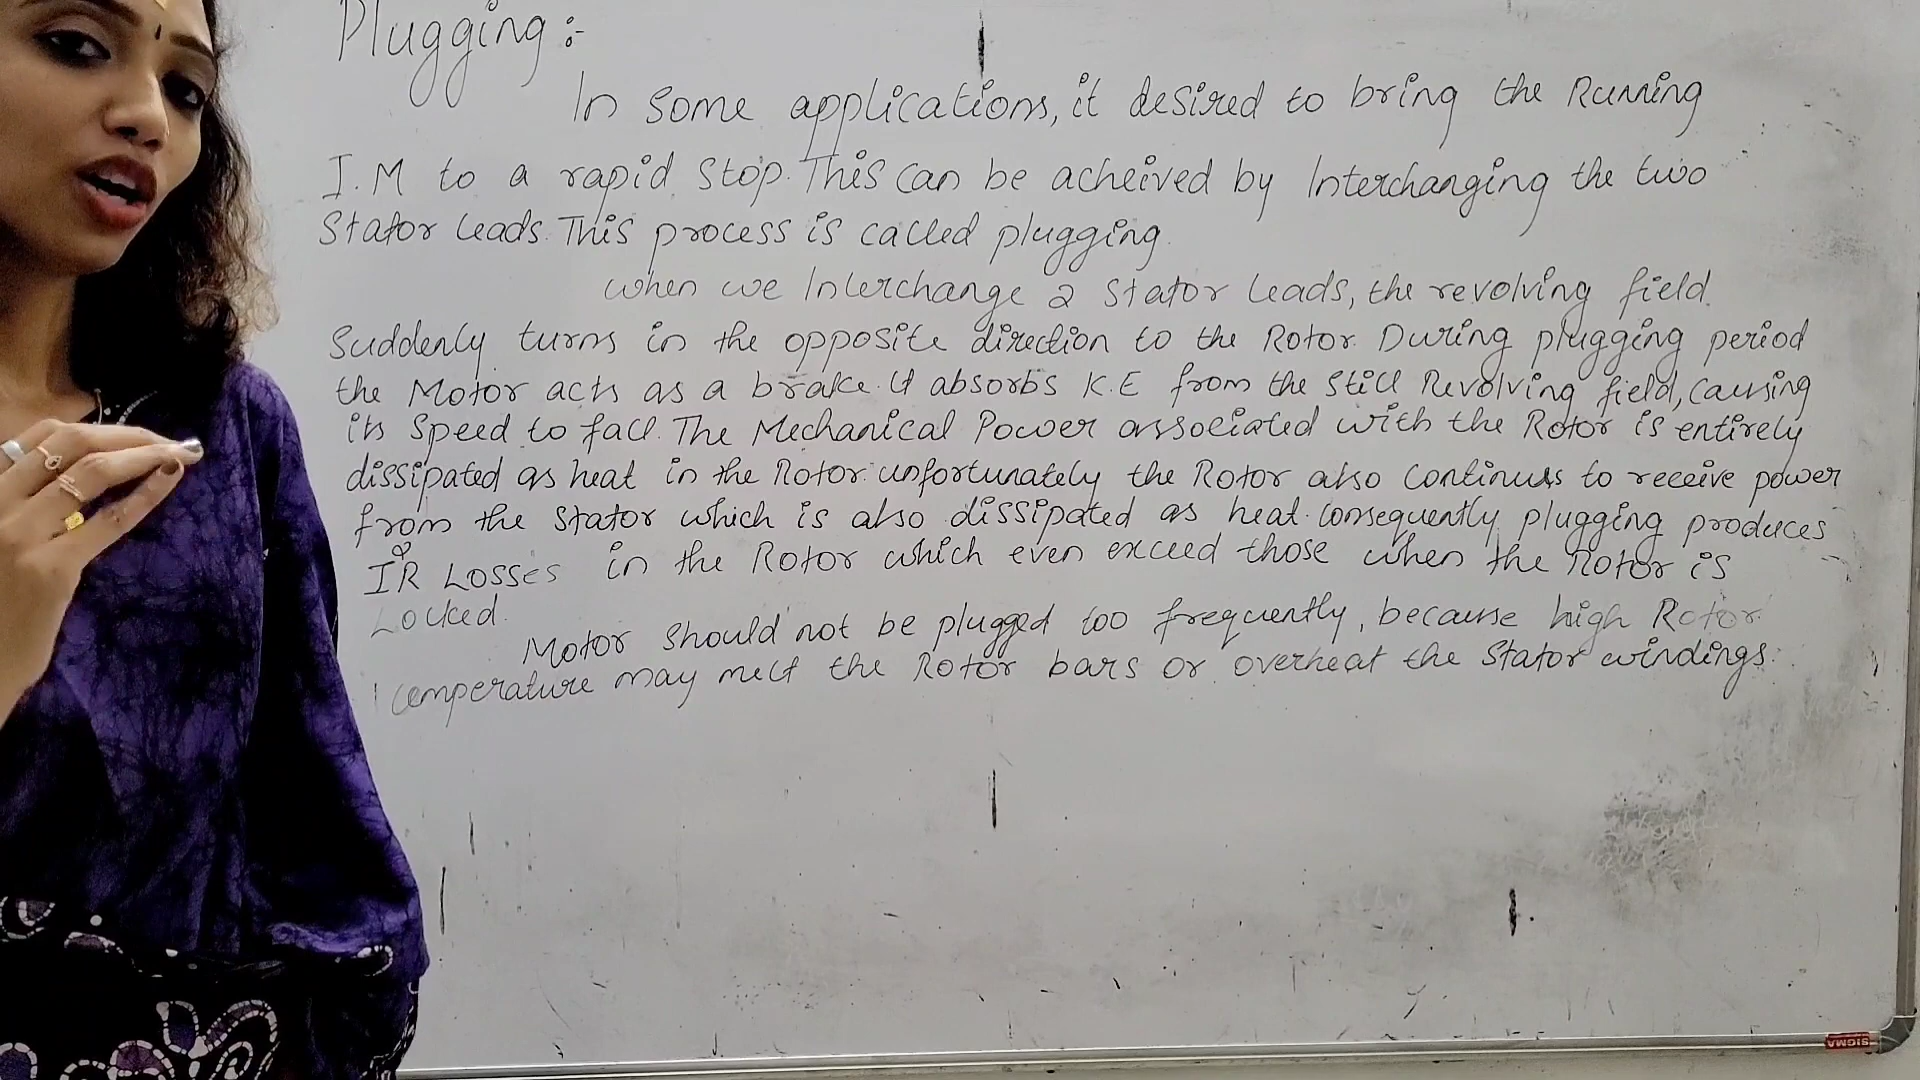 Plugging :-
In some applications, it desired to bring the Running
I.M to a rapid stop. This can be acheived by Interchanging the two
Stator leads. This process is called plugging.
when we Interchange 2 stator leads, the revolving field
Suddenly turns in the opposite direction to the Rotor. During plugging period
the Motor acts as a brake. It absorbs K.E from the still Revolving field, causing
its speed to fall. The Mechanical Power associated with the Rotor is entirely
dissipated as heat in the Rotor. unfortunately the Rotor also continues to receive power
from the stator which is also dissipated as heat. consequently plugging produces
I²R Losses in the Rotor which even exceed those when the Rotor is
Locked.
Motor should not be plugged too frequently, because high Rotor
temperature may melt the Rotor bars or overheat the stator windings.
SIGMA